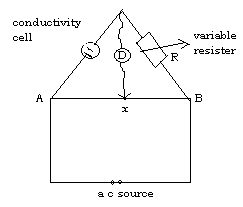 conductivity
cell
S
D
R
variable
resister
A
B
x
a c source